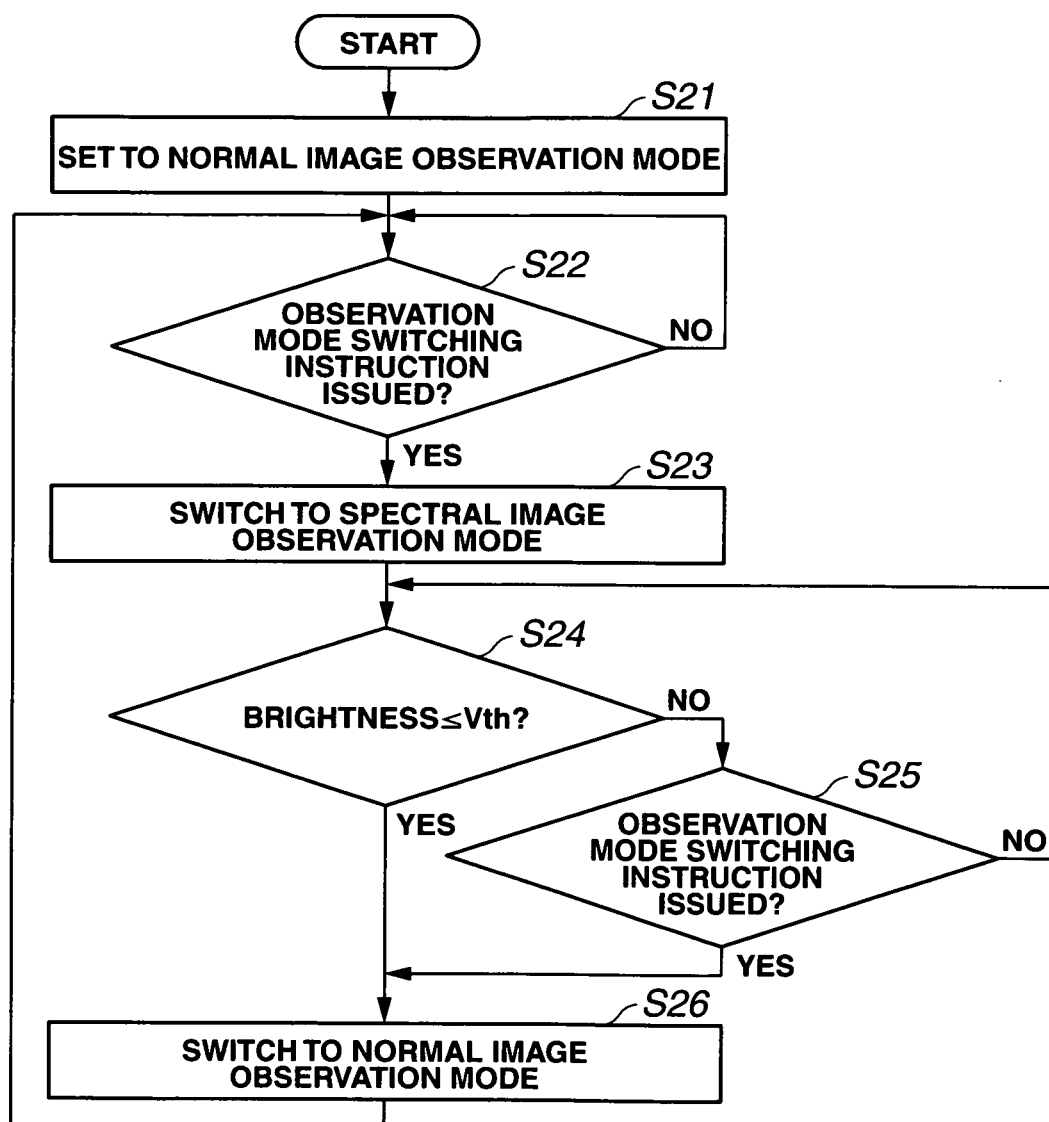 START
S21
SET TO NORMAL IMAGE OBSERVATION MODE
S22
OBSERVATION
MODE SWITCHING
INSTRUCTION
ISSUED?
NO
YES
S23
SWITCH TO SPECTRAL IMAGE
OBSERVATION MODE
S24
BRIGHTNESS≤Vth?
NO
YES
S25
OBSERVATION
MODE SWITCHING
INSTRUCTION
ISSUED?
NO
YES
S26
SWITCH TO NORMAL IMAGE
OBSERVATION MODE